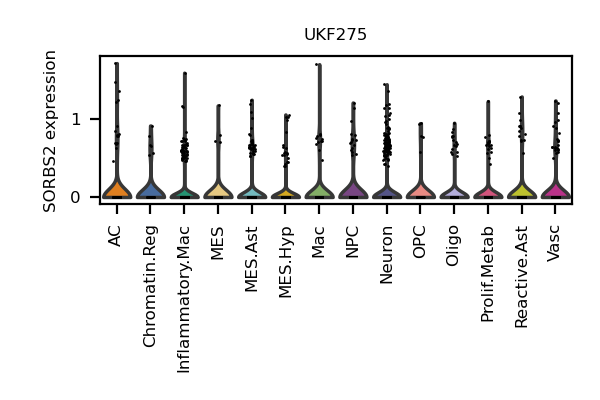 UKF275
SORBS2 expression
1
0
AC
Chromatin.Reg
Inflammatory.Mac
MES
MES.Ast
MES.Hyp
Mac
NPC
Neuron
OPC
Oligo
Prolif.Metab
Reactive.Ast
Vasc